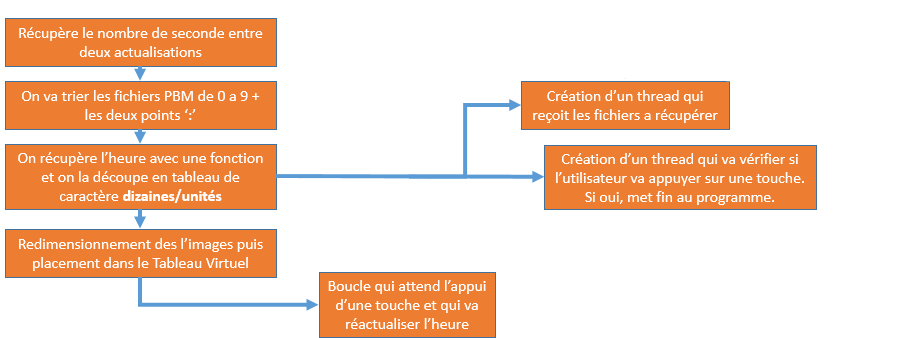 Récupère le nombre de seconde entre
deux actualisations
On va trier les fichiers PBM de 0 a 9 +
les deux points ‘:’
Création d’un thread qui
reçoit les fichiers a récupérer
On récupère l’heure avec une fonction
et on la découpe en tableau de
caractère dizaines/unités
Création d’un thread qui va vérifier si
l’utilisateur va appuyer sur une touche.
Si oui, met fin au programme.
Redimensionnement des l’images puis
placement dans le Tableau Virtuel
Boucle qui attend l’appui
d’une touche et qui va
réactualiser l’heure